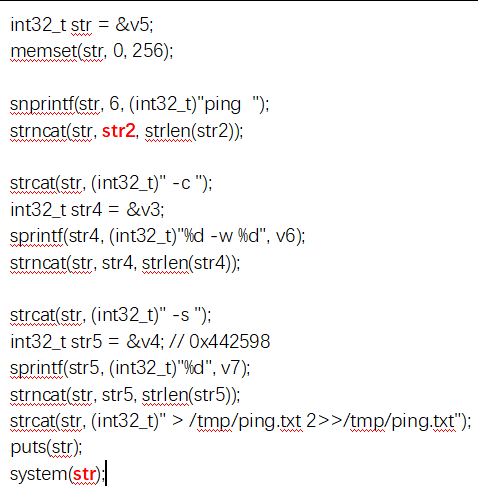 int32_t str = &v5;
memset(str, 0, 256);
snprintf(str, 6, (int32_t)"ping  ");
strncat(str, str2, strlen(str2));
strcat(str, (int32_t)" -c ");
int32_t str4 = &v3;
sprintf(str4, (int32_t)"%d -w %d", v6);
strncat(str, str4, strlen(str4));
strcat(str, (int32_t)" -s ");
int32_t str5 = &v4; // 0x442598
sprintf(str5, (int32_t)"%d", v7);
strncat(str, str5, strlen(str5));
strcat(str, (int32_t)" > /tmp/ping.txt 2>>/tmp/ping.txt");
puts(str);
system(str);